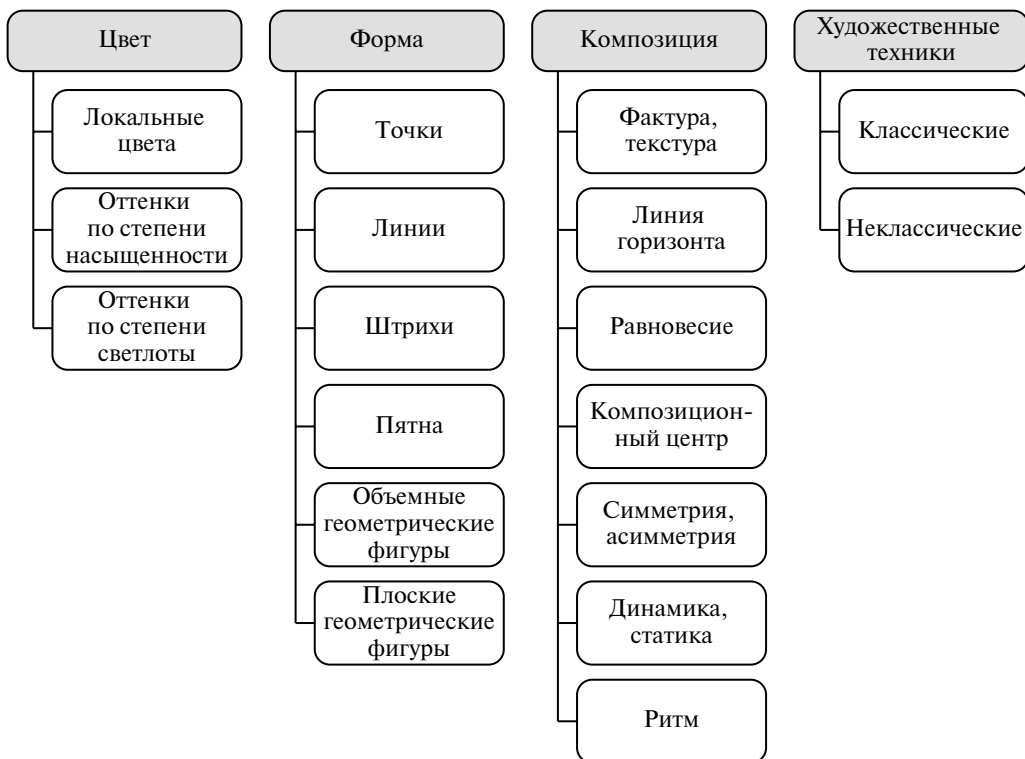 Цвет
Локальные
цвета
Оттенки
по степени
насыщенности
Оттенки
по степени
светлоты
Форма
Точки
Линии
Штрихи
Пятна
Объемные
геометрические
фигуры
Плоские
геометрические
фигуры
Композиция
Фактура,
текстура
Линия
горизонта
Равновесие
Композицион-
ный центр
Симметрия,
асимметрия
Динамика,
статика
Ритм
Художественные
техники
Классические
Неклассические